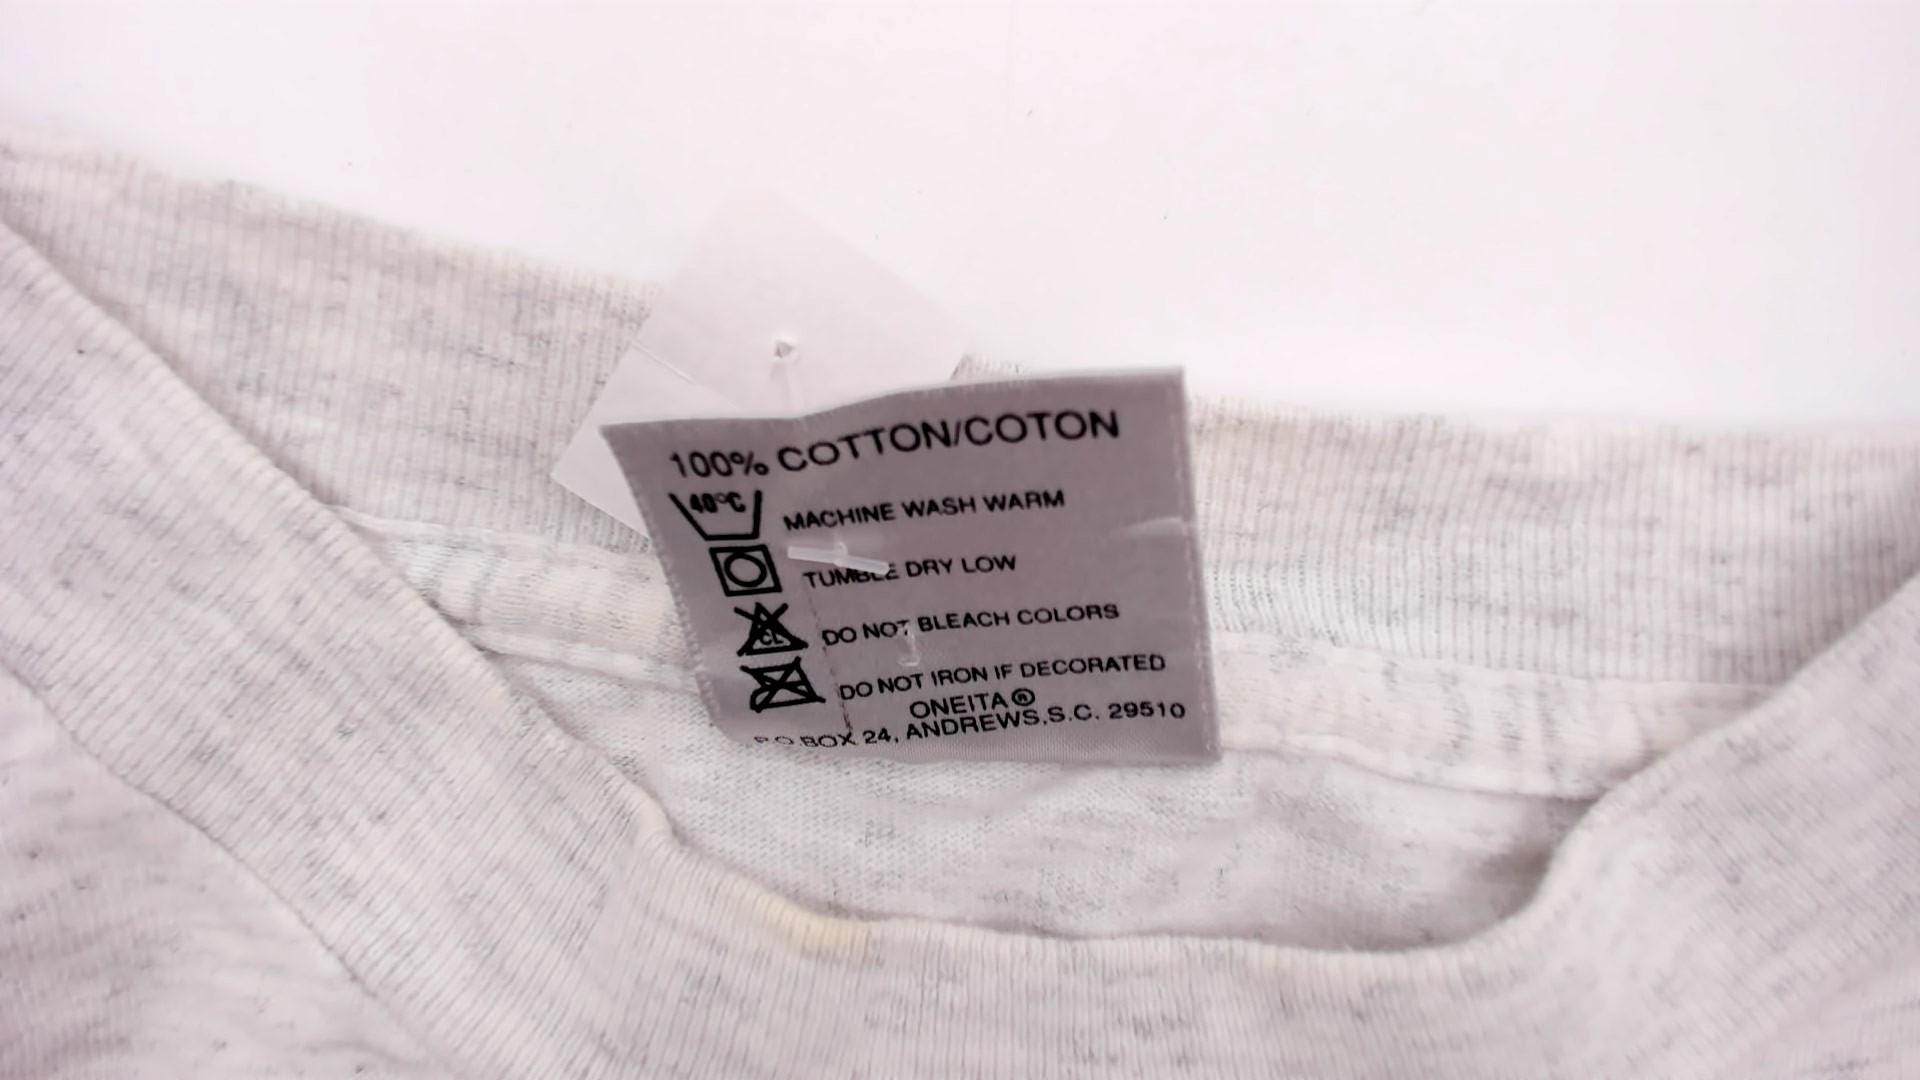 100% COTTON/COTON
40°C MACHINE WASH WARM
TUMBLE DRY LOW
CL DO NOT BLEACH COLORS
DO NOT IRON IF DECORATED
ONEITA®
P.O.BOX 24, ANDREWS,S.C. 29510